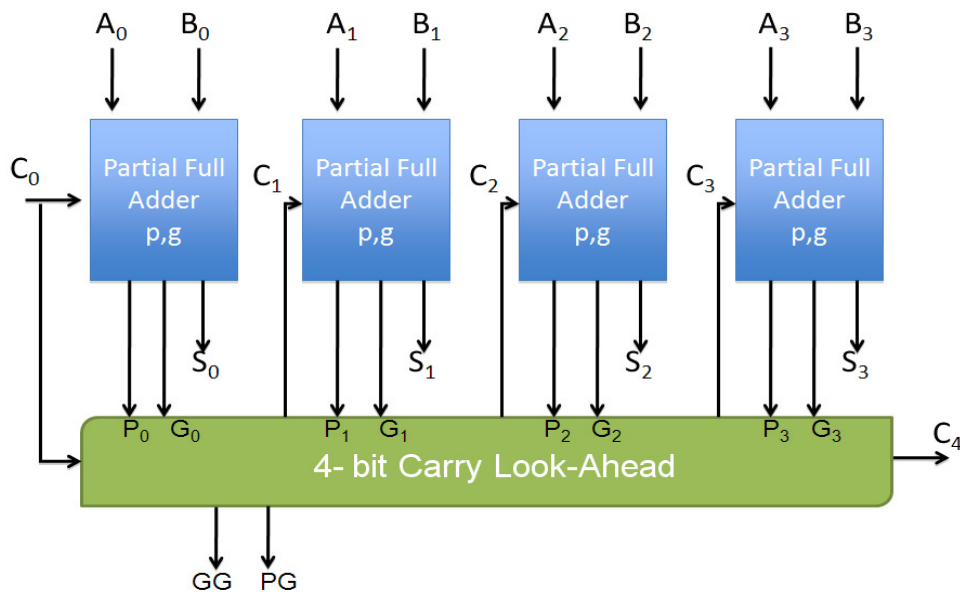 A₀ B₀ A₁ B₁ A₂ B₂ A₃ B₃
C₀
Partial Full
Adder
p,g
C₁
Partial Full
Adder
p,g
C₂
Partial Full
Adder
p,g
C₃
Partial Full
Adder
p,g
S₀ S₁ S₂ S₃
P₀ G₀ P₁ G₁ P₂ G₂ P₃ G₃
4- bit Carry Look-Ahead
C₄
GG PG